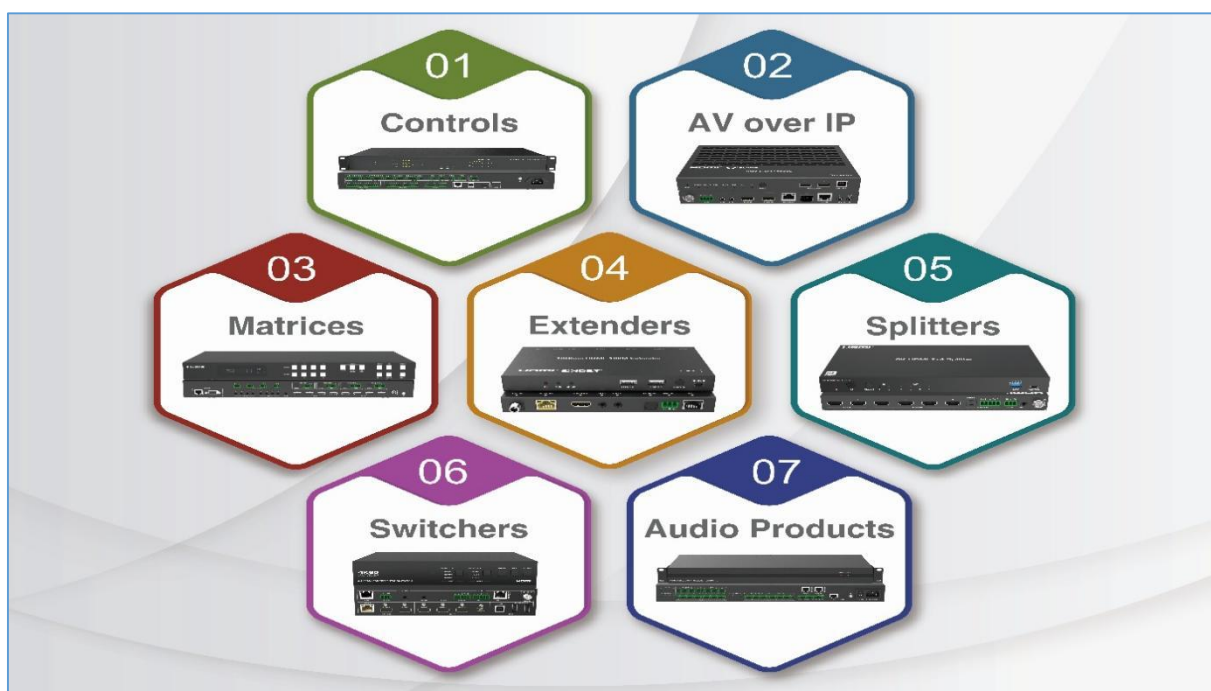 01
Controls
02
AV over IP
03
Matrices
04
Extenders
05
Splitters
06
Switchers
07
Audio Products